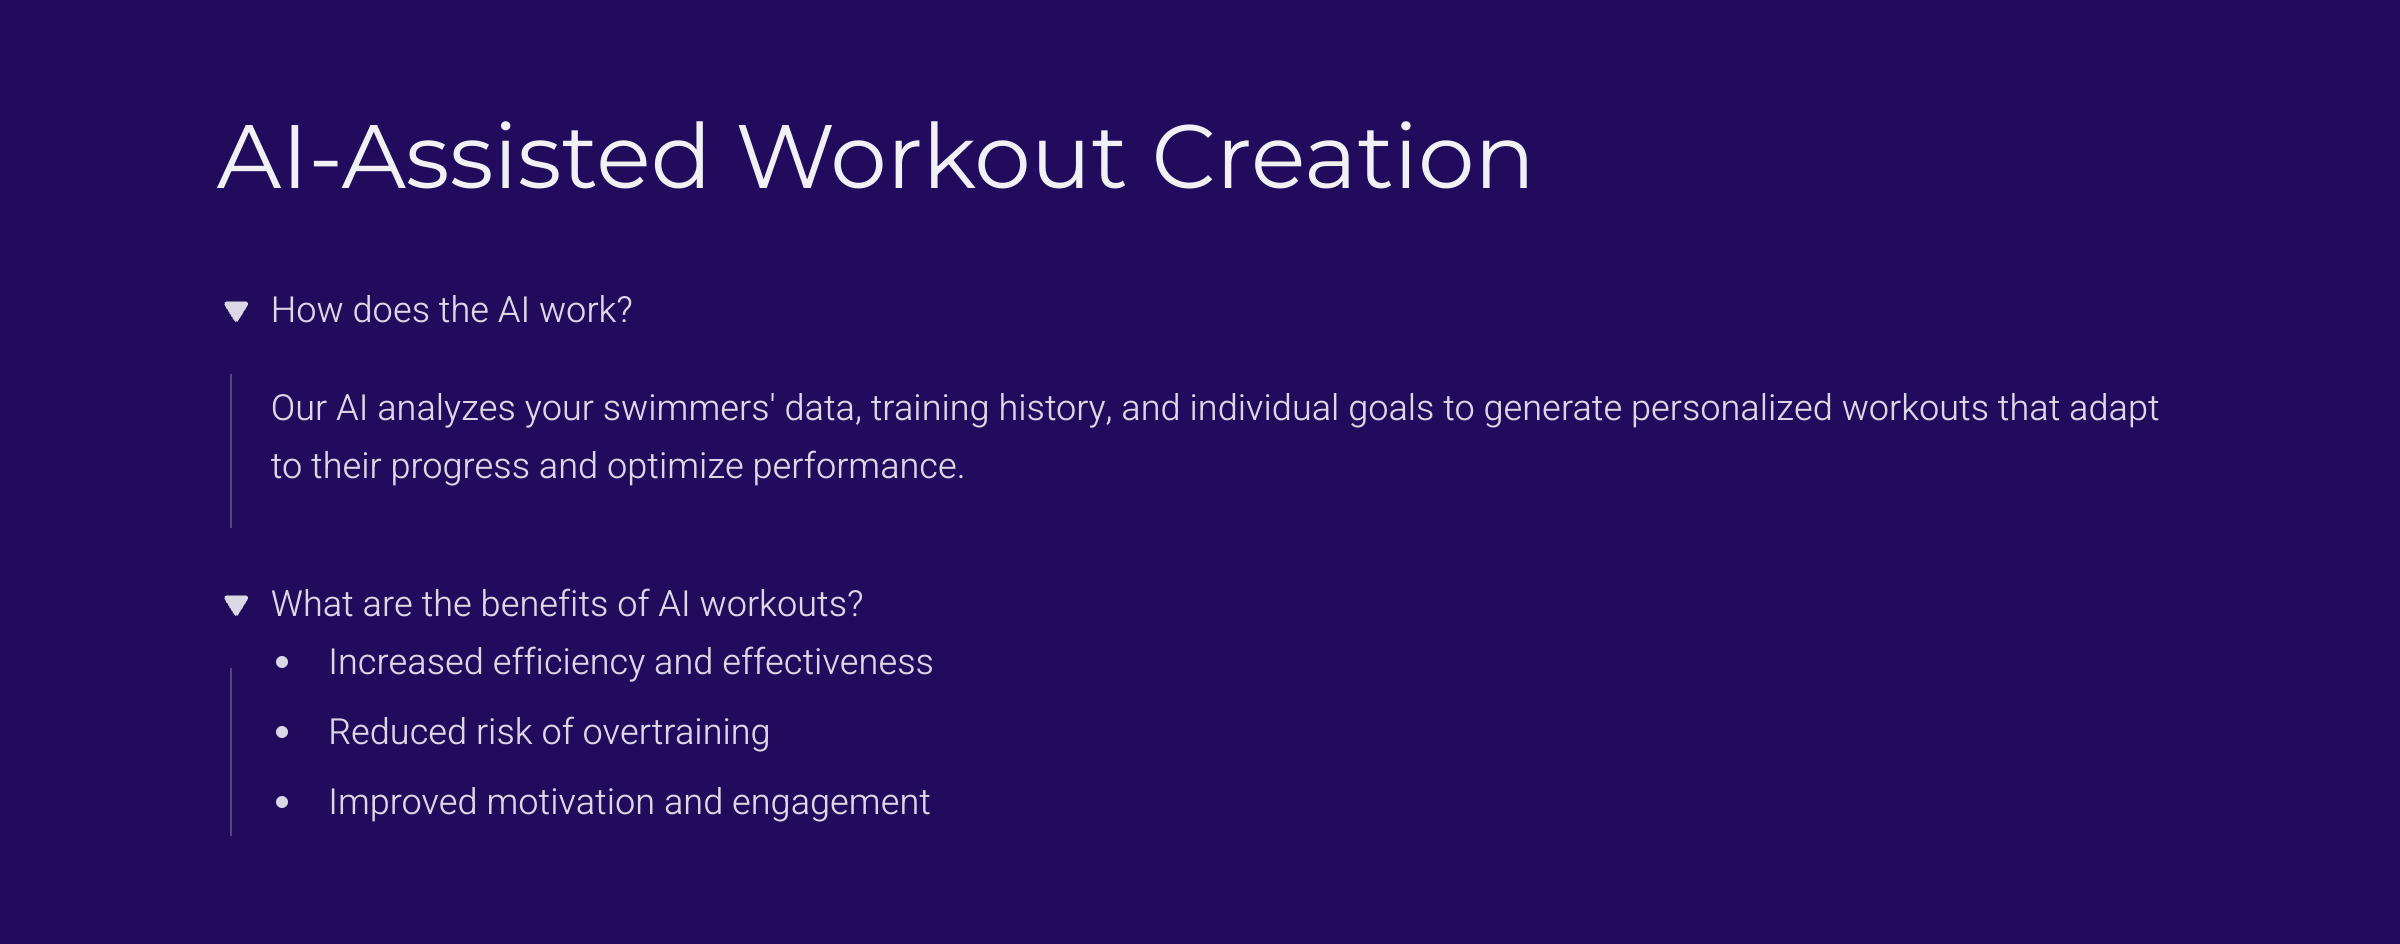 AI-Assisted Workout Creation
How does the AI work?
Our AI analyzes your swimmers' data, training history, and individual goals to generate personalized workouts that adapt
to their progress and optimize performance.
What are the benefits of AI workouts?
Increased efficiency and effectiveness
Reduced risk of overtraining
Improved motivation and engagement